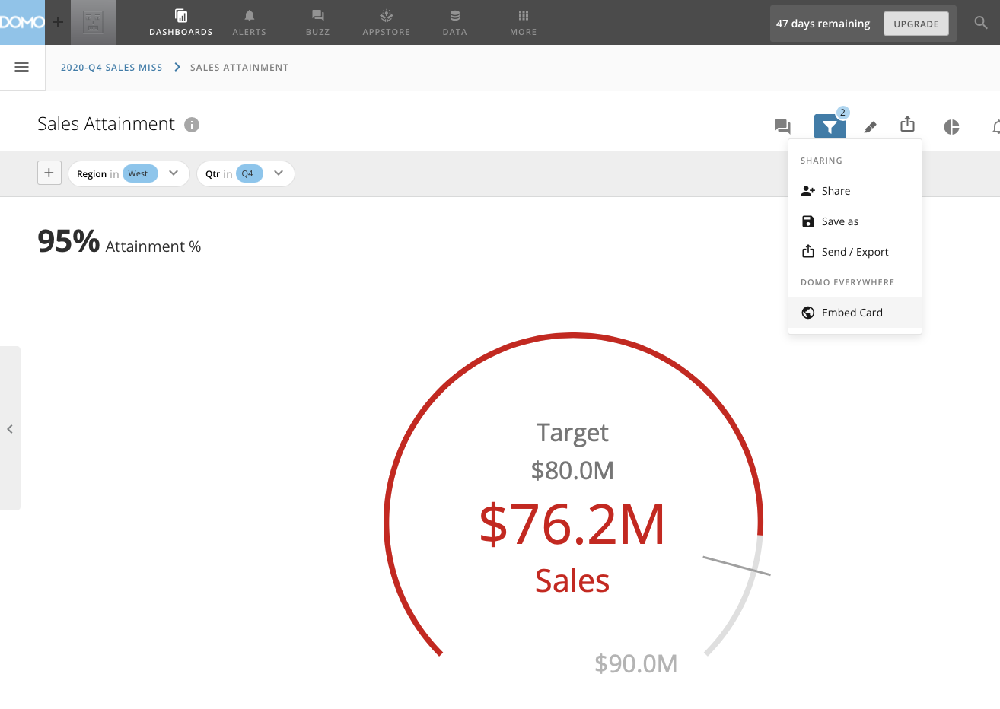 DOMO
DASHBOARDS
ALERTS
BUZZ
APPSTORE
DATA
MORE
47 days remaining
UPGRADE
2020-Q4 SALES MISS
SALES ATTAINMENT
Sales Attainment
2
Region in West
Qtr in Q4
SHARING
Share
Save as
Send / Export
DOMO EVERYWHERE
Embed Card
95% Attainment %
Target
$80.0M
$76.2M
Sales
$90.0M